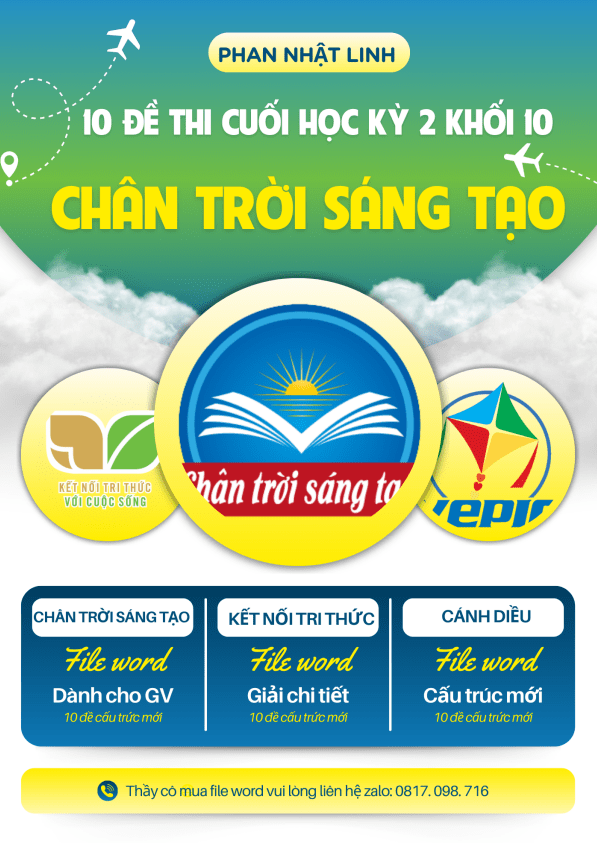 PHAN NHẬT LINH
10 ĐỀ THI CUỐI HỌC KỲ 2 KHỐI 10
CHÂN TRỜI SÁNG TẠO
KẾT NỐI TRI THỨC
VỚI CUỘC SỐNG
Chân trời sáng tạ
VEPIC
CHÂN TRỜI SÁNG TẠO
File word
Dành cho GV
10 đề cấu trức mới
KẾT NỐI TRI THỨC
File word
Giải chi tiết
10 đề cấu trức mới
CÁNH DIỀU
File word
Cấu trúc mới
10 đề cấu trức mới
Thầy cô mua file word vui lòng liên hệ zalo: 0817. 098. 716